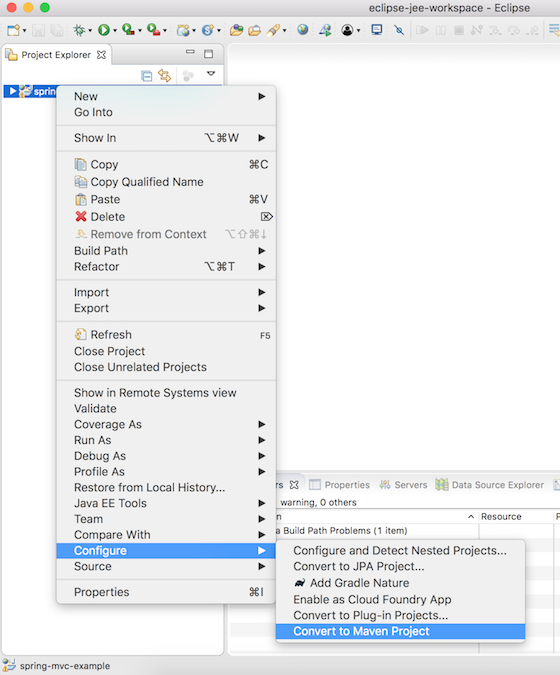 eclipse-jee-workspace - Eclipse
Project Explorer
spring
New
Go Into
Show In ⌥⌘W
Copy ⌘C
Copy Qualified Name
Paste ⌘V
Delete ⌦
Remove from Context ⌥⇧⌘↓
Build Path
Refactor ⌥⌘T
Import
Export
Refresh F5
Close Project
Close Unrelated Projects
Show in Remote Systems view
Validate
Coverage As
Run As
Debug As
Profile As
Restore from Local History...
Java EE Tools
Team
Compare With
Configure
Source
Properties ⌘I
Properties Servers Data Source Explorer
warning, 0 others
Resource
Build Path Problems (1 item)
Configure and Detect Nested Projects...
Convert to JPA Project...
Add Gradle Nature
Enable as Cloud Foundry App
Convert to Plug-in Projects...
Convert to Maven Project
spring-mvc-example